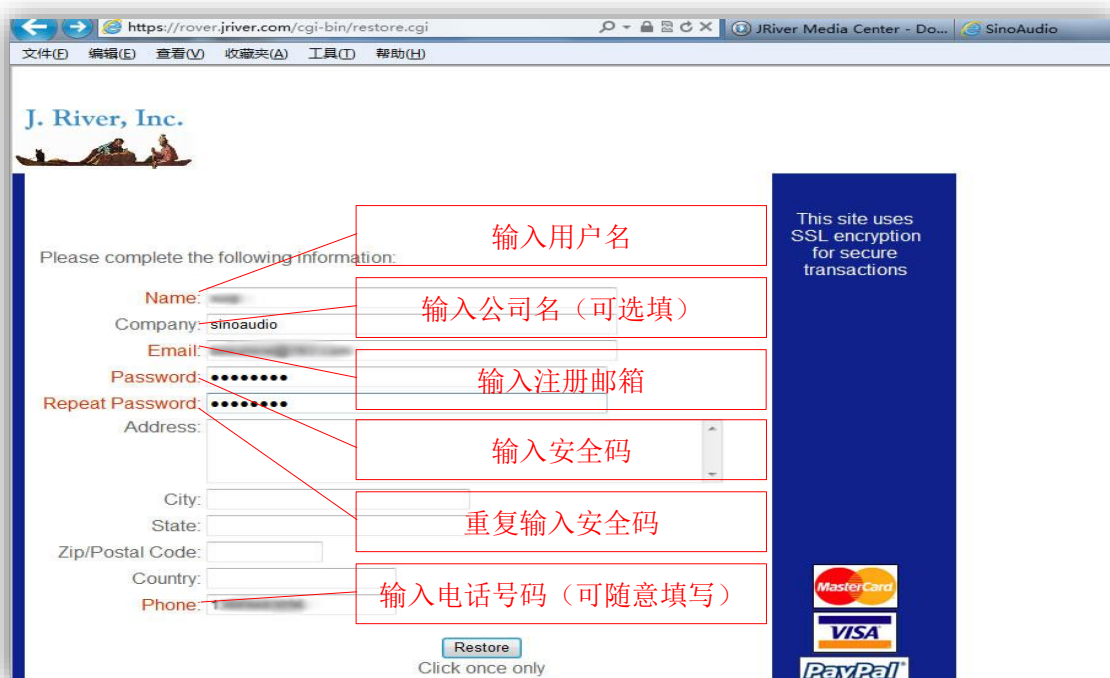 https://rover.jriver.com/cgi-bin/restore.cgi
JRiver Media Center - Do...
SinoAudio
文件(F) 编辑(E) 查看(V) 收藏夹(A) 工具(T) 帮助(H)
J. River, Inc.
This site uses
SSL encryption
for secure
transactions
输入用户名
Please complete the following information:
Name:
输入公司名（可选填）
Company: sinoaudio
Email:
输入注册邮箱
Password:
Repeat Password:
Address:
输入安全码
City:
重复输入安全码
State:
Zip/Postal Code:
Country:
输入电话号码（可随意填写）
Phone:
MasterCard
VISA
Restore
Click once only
PayPal